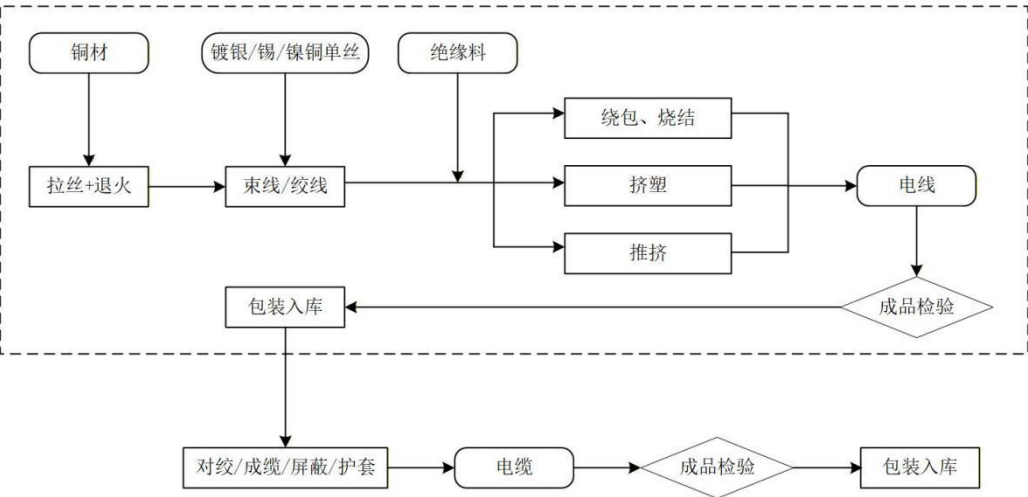 铜材
镀银/锡/镍铜单丝
绝缘料
绕包、烧结
拉丝+退火
束线/绞线
挤塑
电线
推挤
包装入库
成品检验
对绞/成缆/屏蔽/护套
电缆
成品检验
包装入库